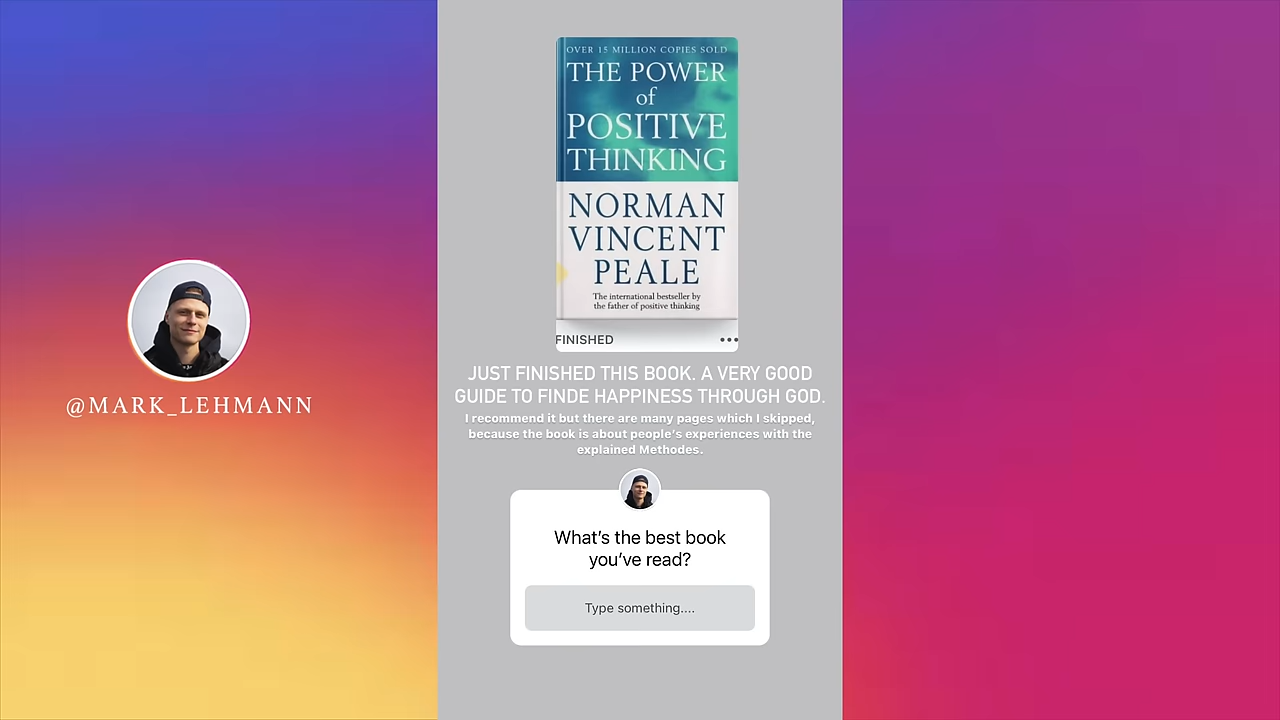 @MARK_LEHMANN
OVER 15 MILLION COPIES SOLD
THE POWER
of
POSITIVE
THINKING
NORMAN
VINCENT
PEALE
The international bestseller by
the father of positive thinking
FINISHED
JUST FINISHED THIS BOOK. A VERY GOOD
GUIDE TO FINDE HAPPINESS THROUGH GOD.
I recommend it but there are many pages which I skipped,
because the book is about people's experiences with the
explained Methodes.
What's the best book
you've read?
Type something....